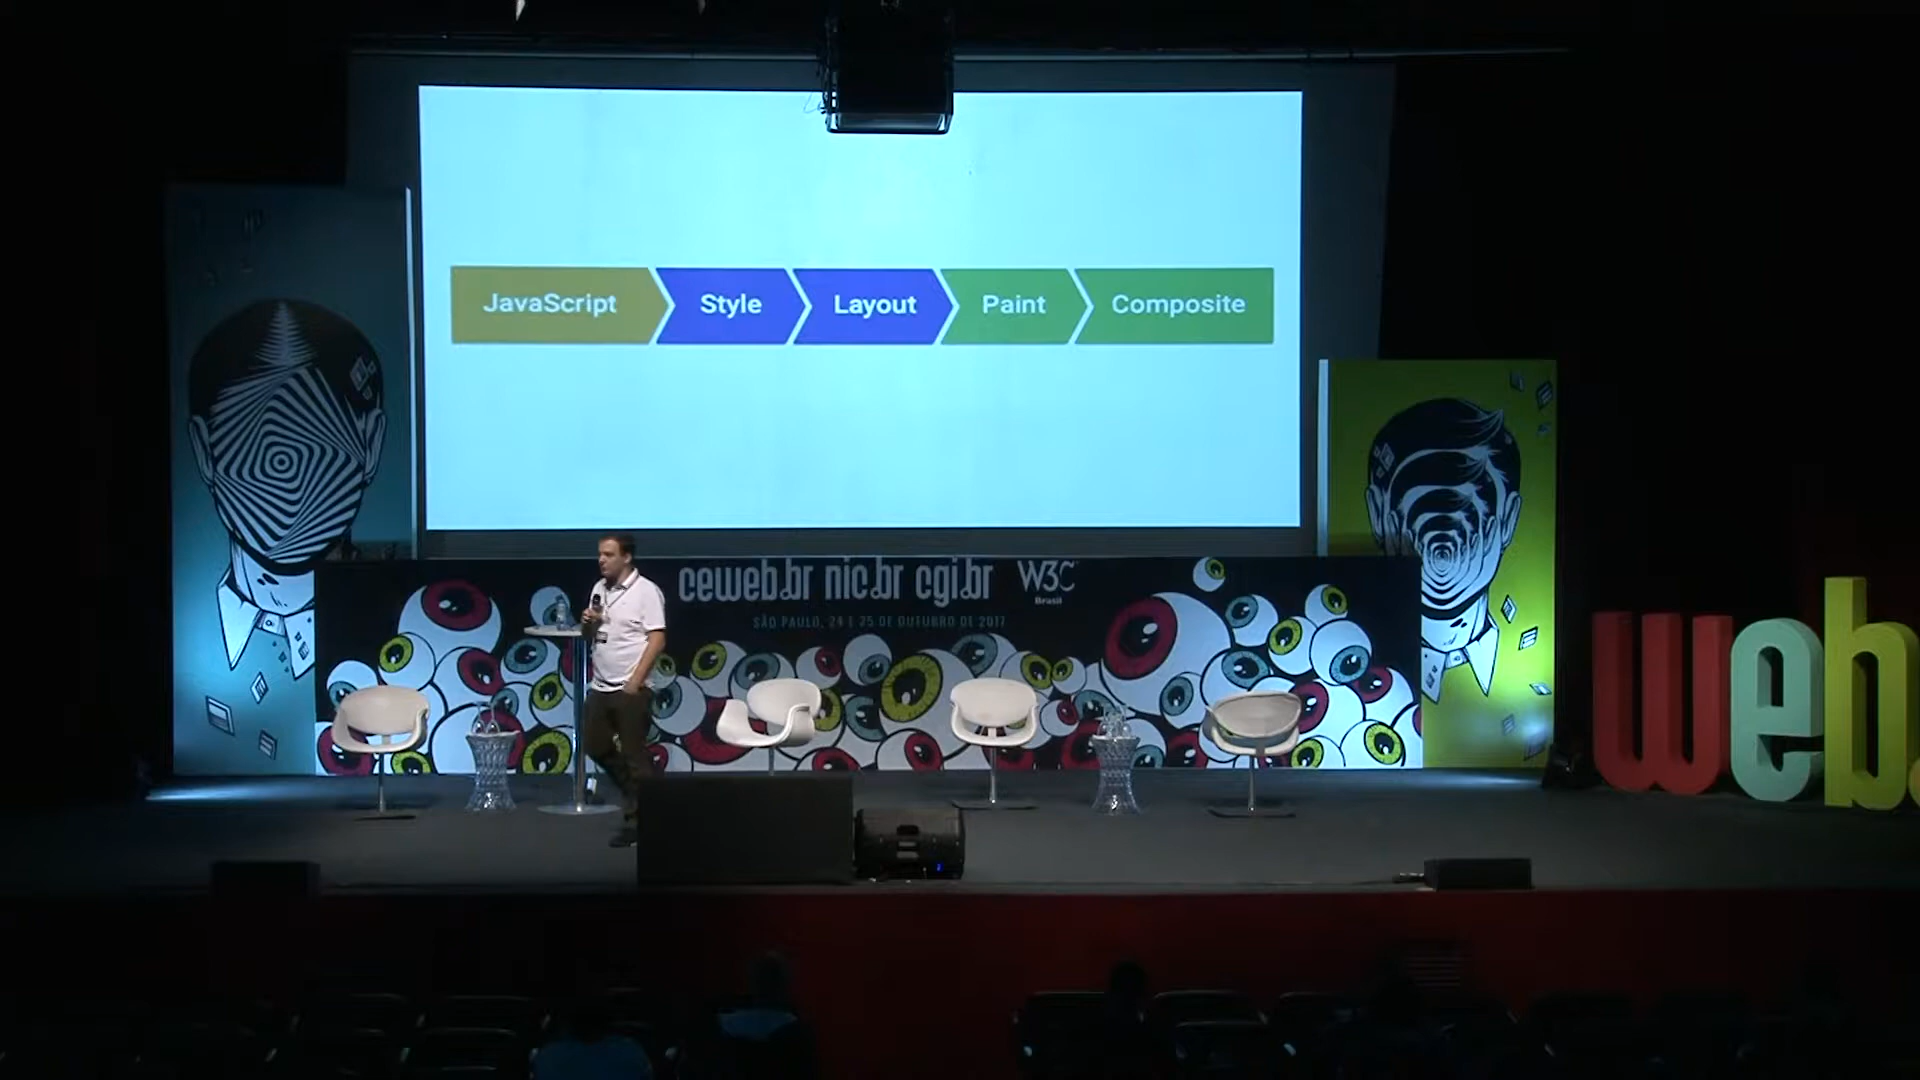 JavaScript Style Layout Paint Composite
ceweb.br nic.br cgi.br W3C
Brasil
SÃO PAULO, 24 E 25 DE OUTUBRO DE 2017
web.